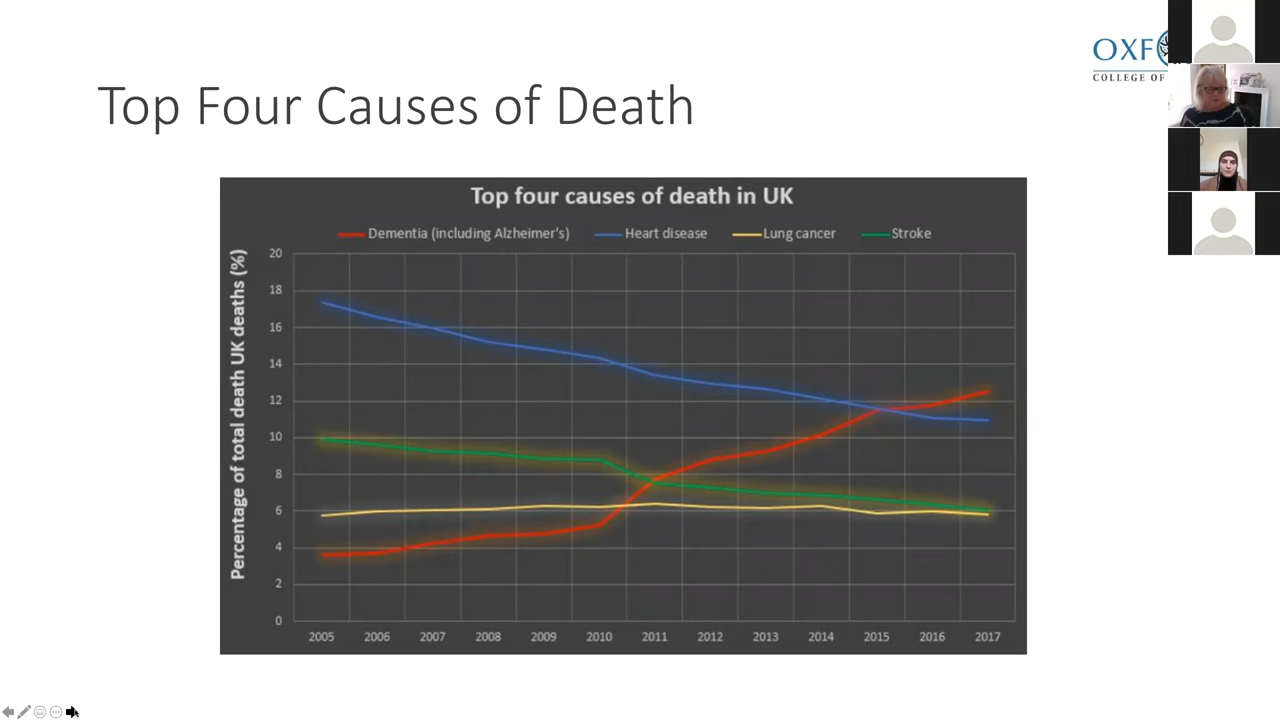 OXF
COLLEGE OF
Top Four Causes of Death
Top four causes of death in UK
Dementia (including Alzheimer's) Heart disease Lung cancer Stroke
Percentage of total death UK deaths (%)
20
18
16
14
12
10
8
6
4
2
0
2005 2006 2007 2008 2009 2010 2011 2012 2013 2014 2015 2016 2017